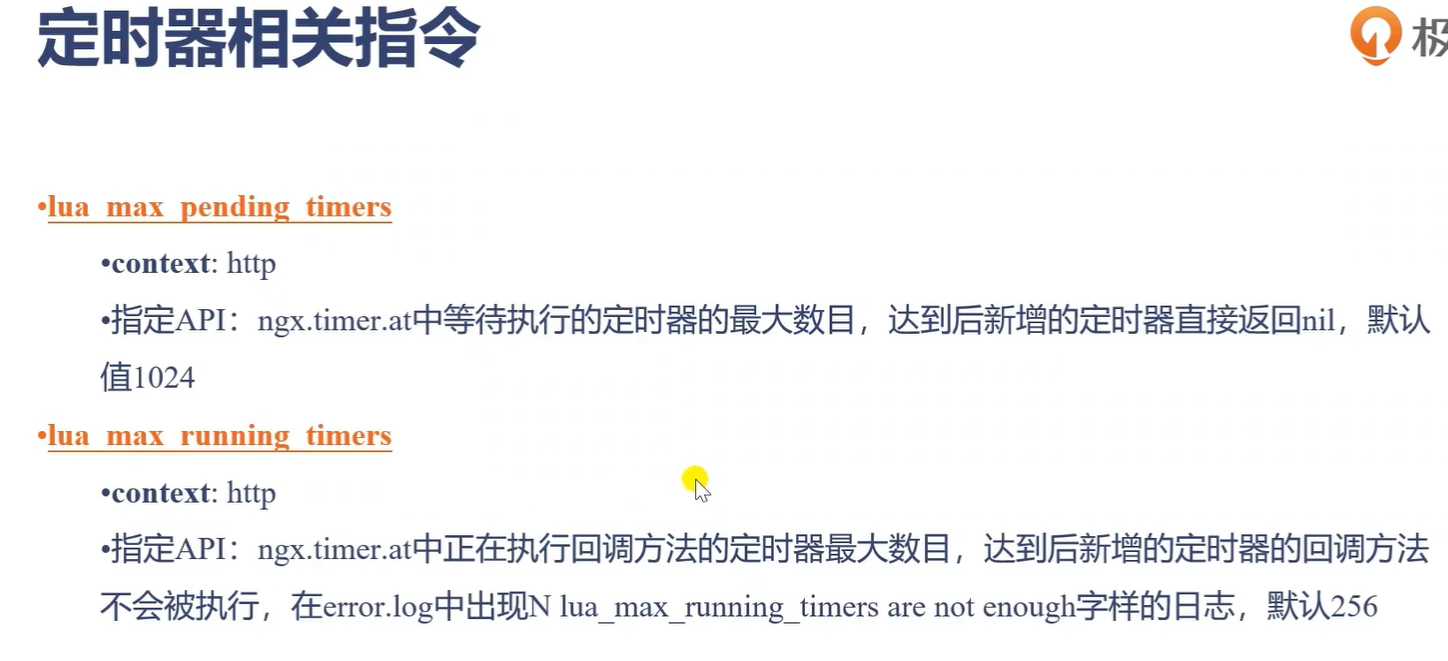 定时器相关指令
极
•lua_max_pending_timers
•context: http
•指定API：ngx.timer.at中等待执行的定时器的最大数目，达到后新增的定时器直接返回nil，默认
值1024
•lua_max_running_timers
•context: http
•指定API：ngx.timer.at中正在执行回调方法的定时器最大数目，达到后新增的定时器的回调方法
不会被执行，在error.log中出现N lua_max_running_timers are not enough字样的日志，默认256